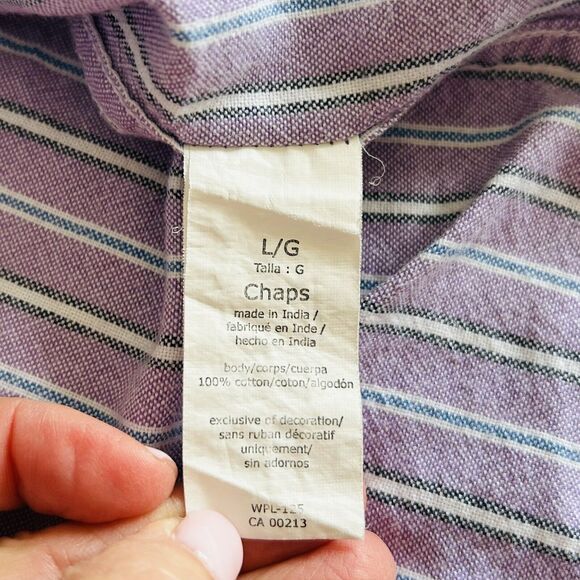 L/G
Talla : G
Chaps
made in India/
fabriqué en Inde/
hecho en India
body/corps/cuerpa
100% cotton/coton/algodón
exclusive of decoration/
sans ruban décoratif
uniquement/
sin adornos
WPL-125
CA 00213